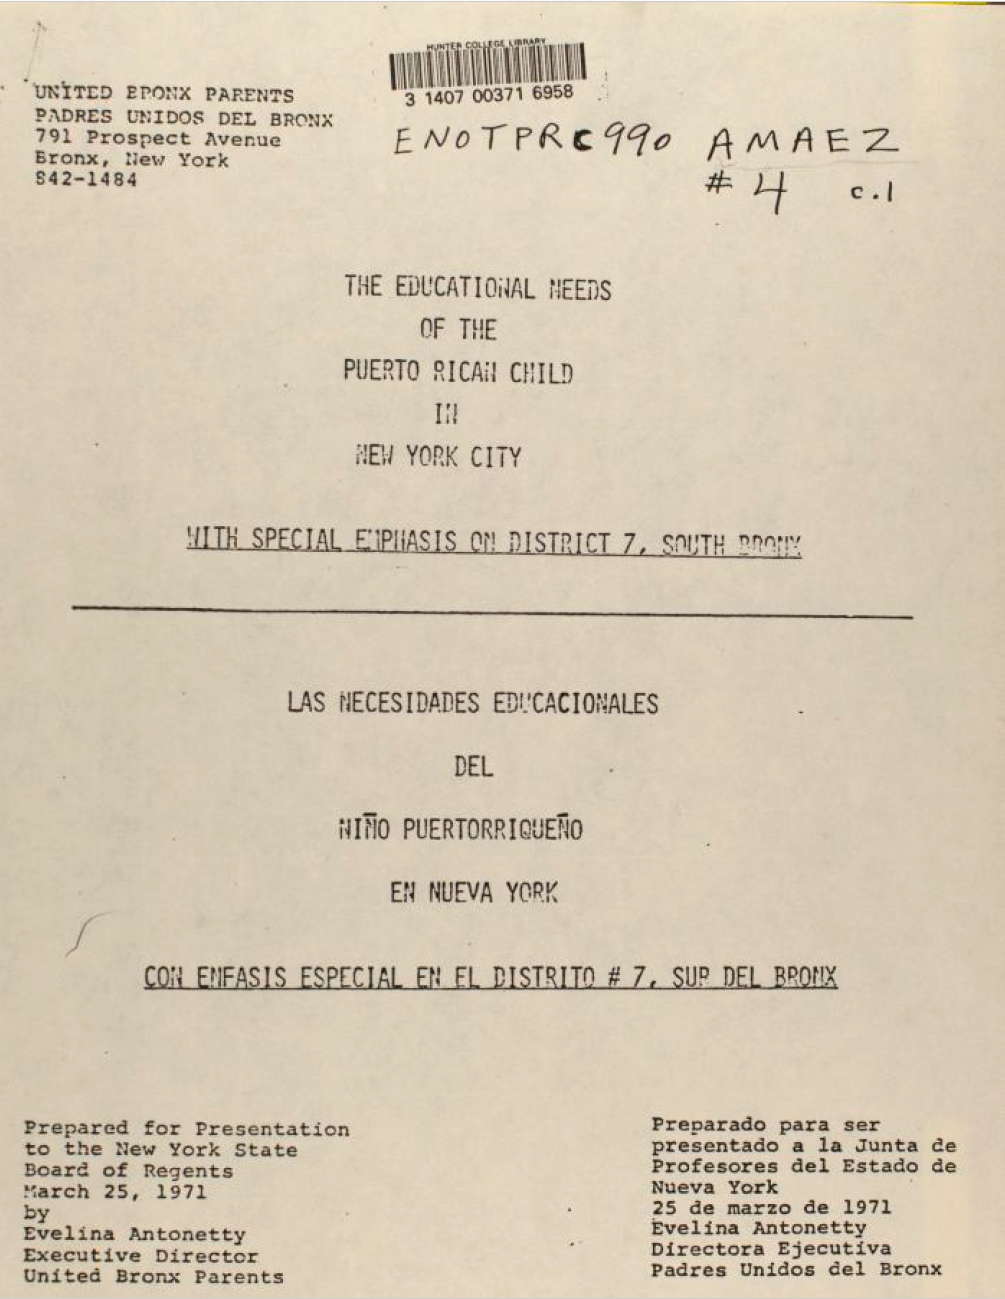 HUNTER COLLEGE LIBRARY
3 1407 00371 6958
UNITED BRONX PARENTS
PADRES UNIDOS DEL BRONX
791 Prospect Avenue
Bronx, New York
842-1484
ENOTPRC990 AMAEZ
#4 c.1
THE EDUCATIONAL NEEDS
OF THE
PUERTO RICAN CHILD
IN
NEW YORK CITY
WITH SPECIAL EMPHASIS ON DISTRICT 7, SOUTH BRONX
LAS NECESIDADES EDUCACIONALES
DEL
NIÑO PUERTORRIQUEÑO
EN NUEVA YORK
CON ENFASIS ESPECIAL EN EL DISTRITO # 7, SUR DEL BRONX
Prepared for Presentation
to the New York State
Board of Regents
March 25, 1971
by
Evelina Antonetty
Executive Director
United Bronx Parents
Preparado para ser
presentado a la Junta de
Profesores del Estado de
Nueva York
25 de marzo de 1971
Evelina Antonetty
Directora Ejecutiva
Padres Unidos del Bronx